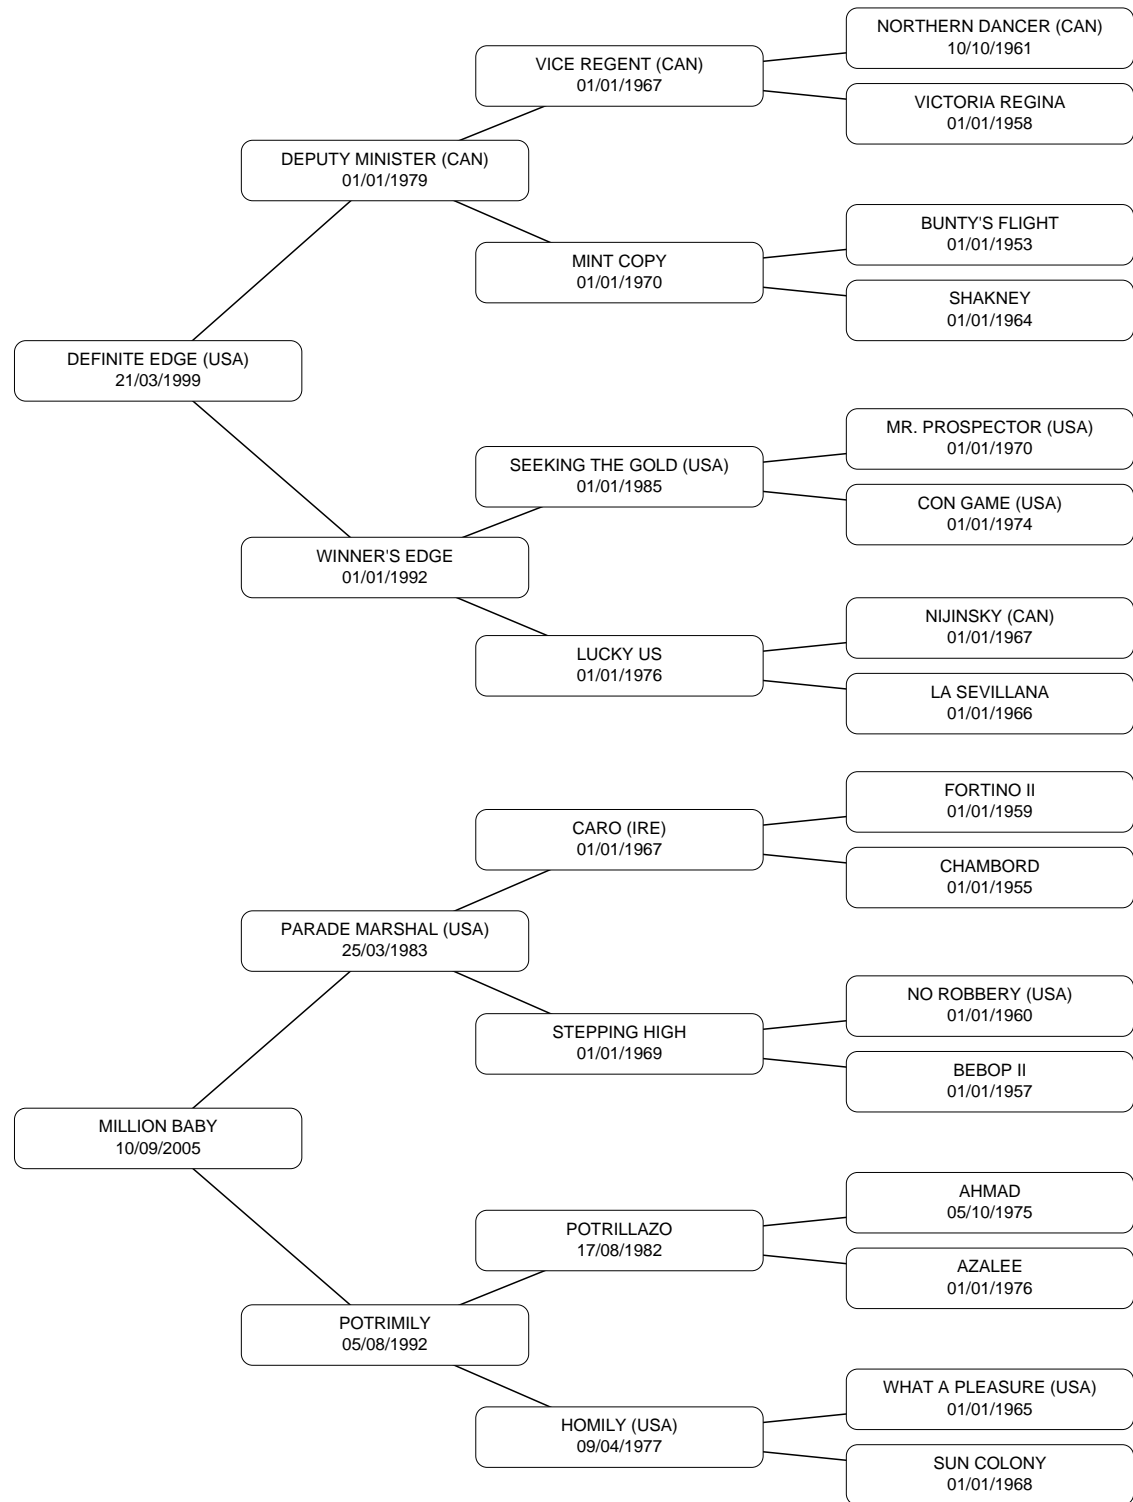 NORTHERN DANCER (CAN)
10/10/1961
VICE REGENT (CAN)
01/01/1967
VICTORIA REGINA
01/01/1958
DEPUTY MINISTER (CAN)
01/01/1979
BUNTY'S FLIGHT
01/01/1953
MINT COPY
01/01/1970
SHAKNEY
01/01/1964
DEFINITE EDGE (USA)
21/03/1999
MR. PROSPECTOR (USA)
01/01/1970
SEEKING THE GOLD (USA)
01/01/1985
CON GAME (USA)
01/01/1974
WINNER'S EDGE
01/01/1992
NIJINSKY (CAN)
01/01/1967
LUCKY US
01/01/1976
LA SEVILLANA
01/01/1966
FORTINO II
01/01/1959
CARO (IRE)
01/01/1967
CHAMBORD
01/01/1955
PARADE MARSHAL (USA)
25/03/1983
NO ROBBERY (USA)
01/01/1960
STEPPING HIGH
01/01/1969
BEBOP II
01/01/1957
MILLION BABY
10/09/2005
AHMAD
05/10/1975
POTRILLAZO
17/08/1982
AZALEE
01/01/1976
POTRIMILY
05/08/1992
WHAT A PLEASURE (USA)
01/01/1965
HOMILY (USA)
09/04/1977
SUN COLONY
01/01/1968